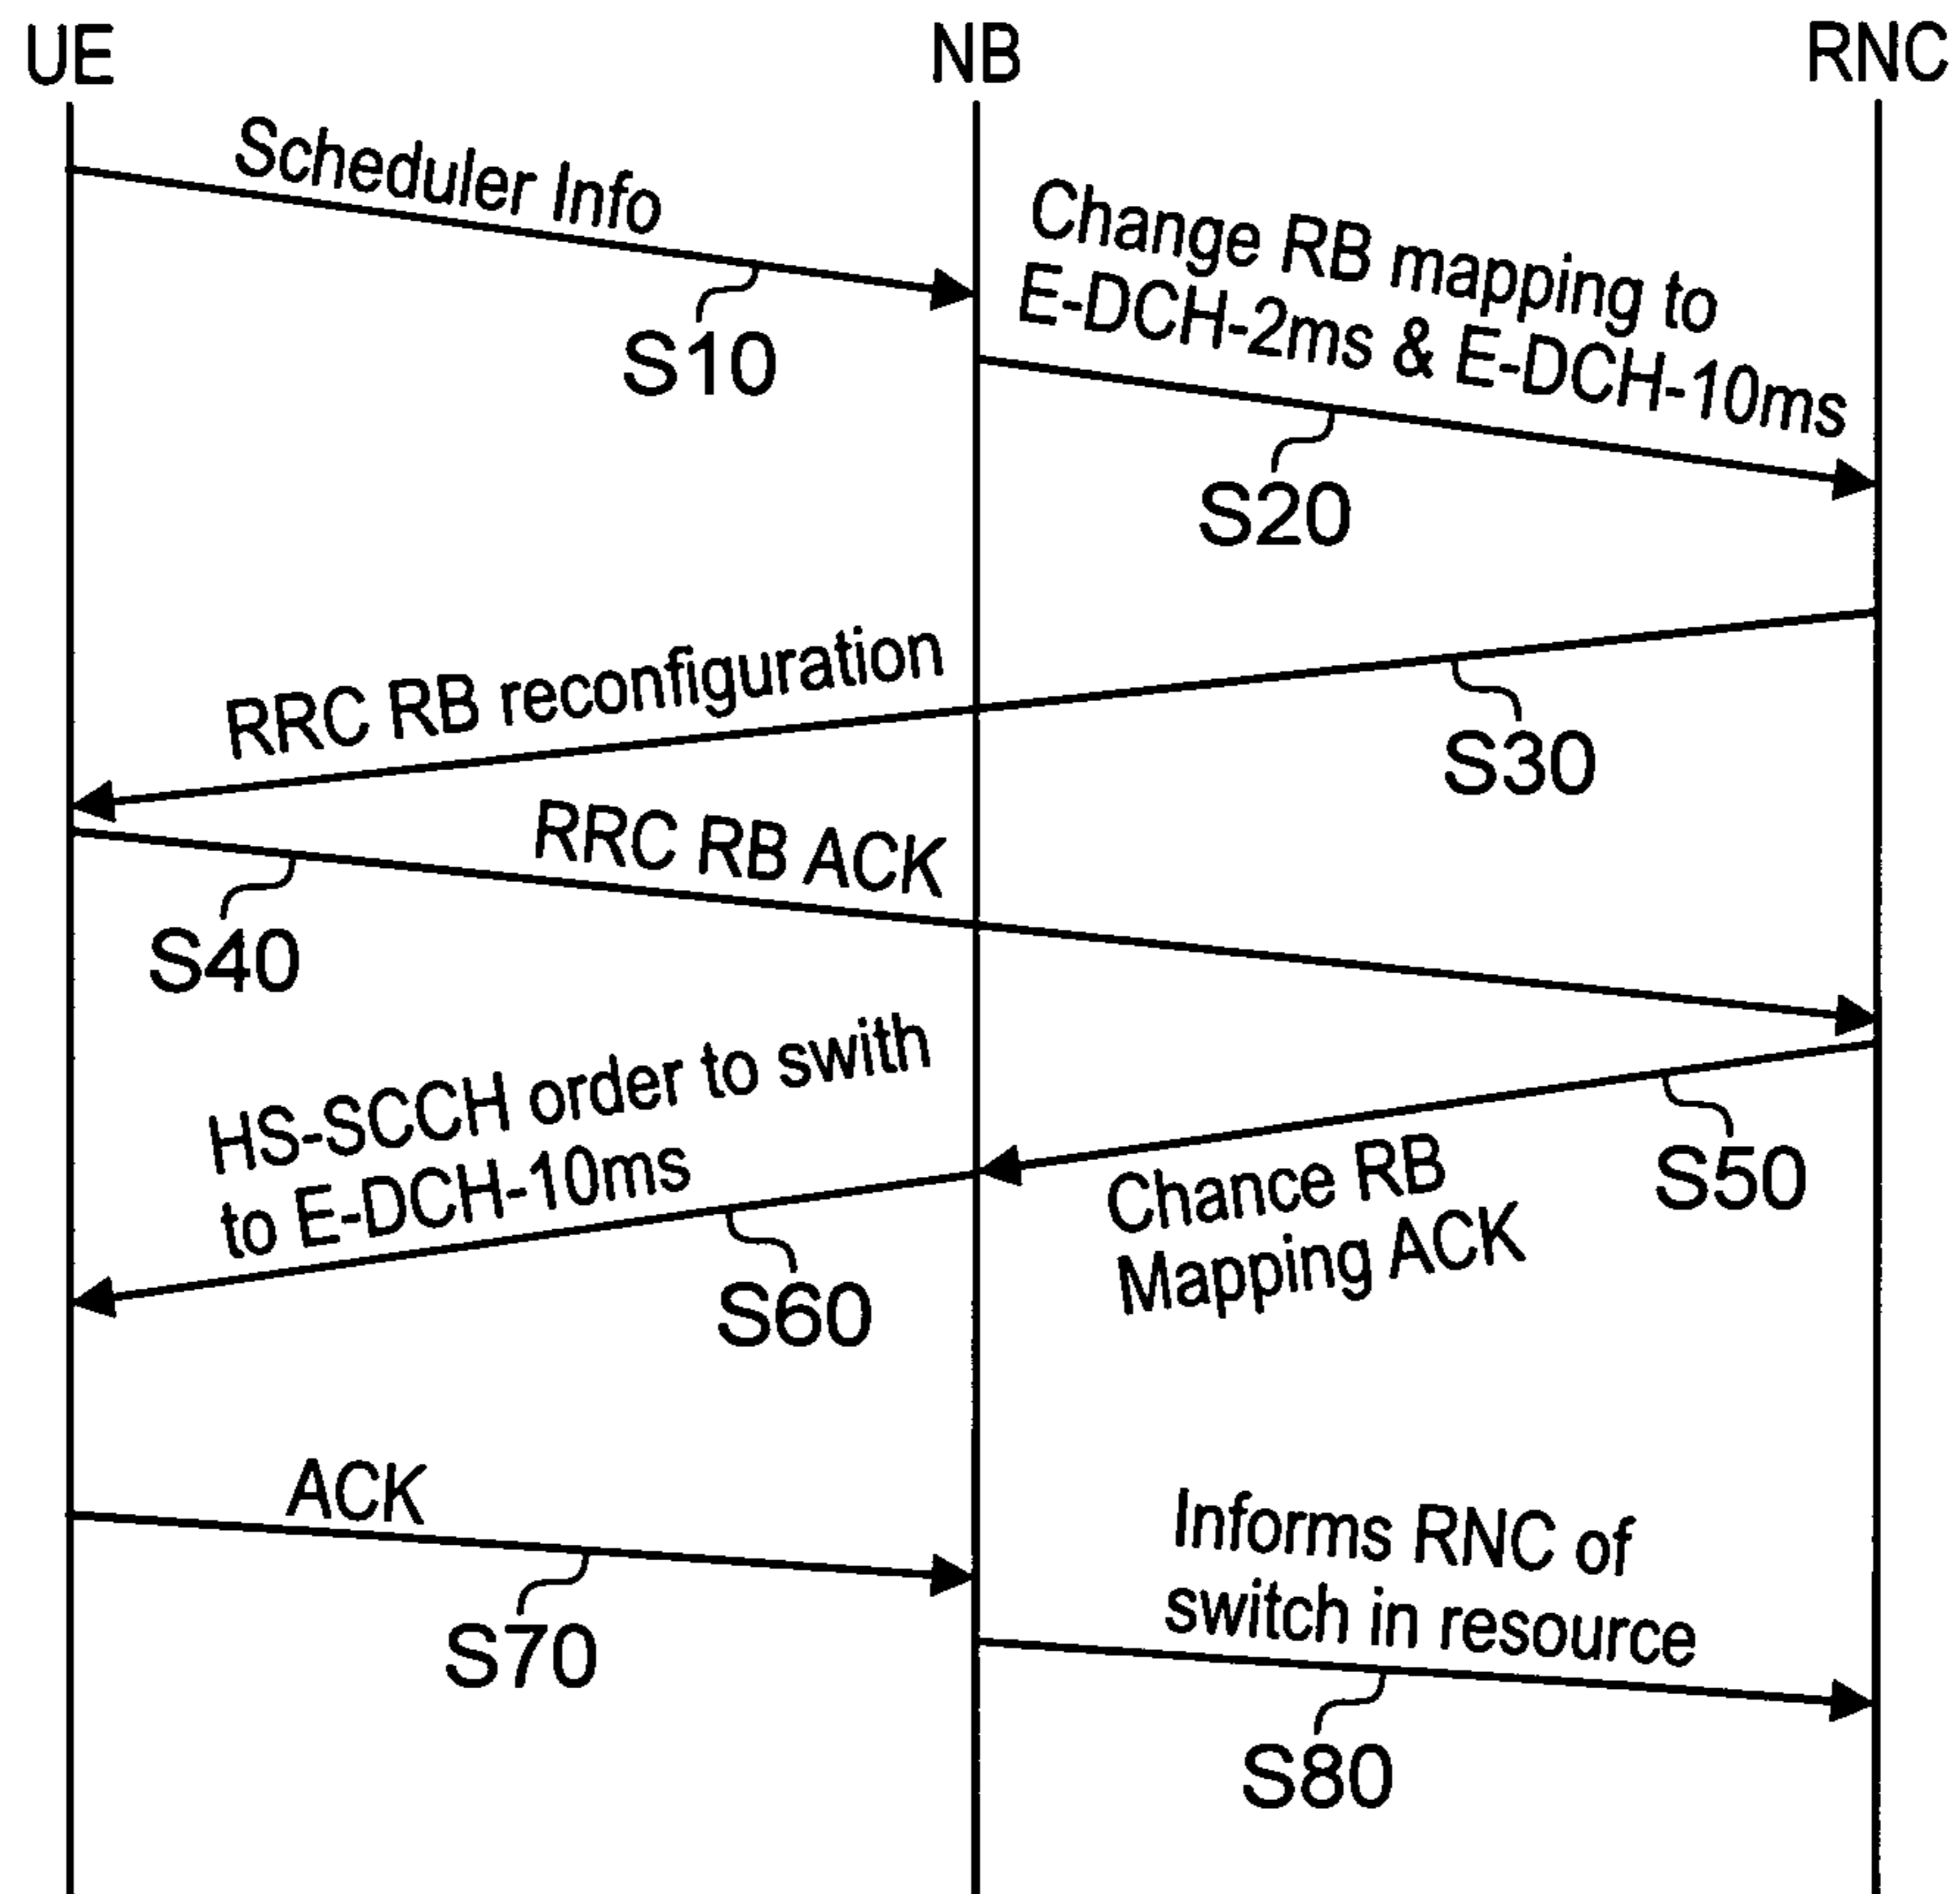 UE
NB
RNC
Scheduler Info
S10
Change RB mapping to
E-DCH-2ms & E-DCH-10ms
S20
RRC RB reconfiguration
S30
RRC RB ACK
S40
Chance RB
Mapping ACK
S50
HS-SCCH order to swith
to E-DCH-10ms
S60
ACK
S70
Informs RNC of
switch in resource
S80